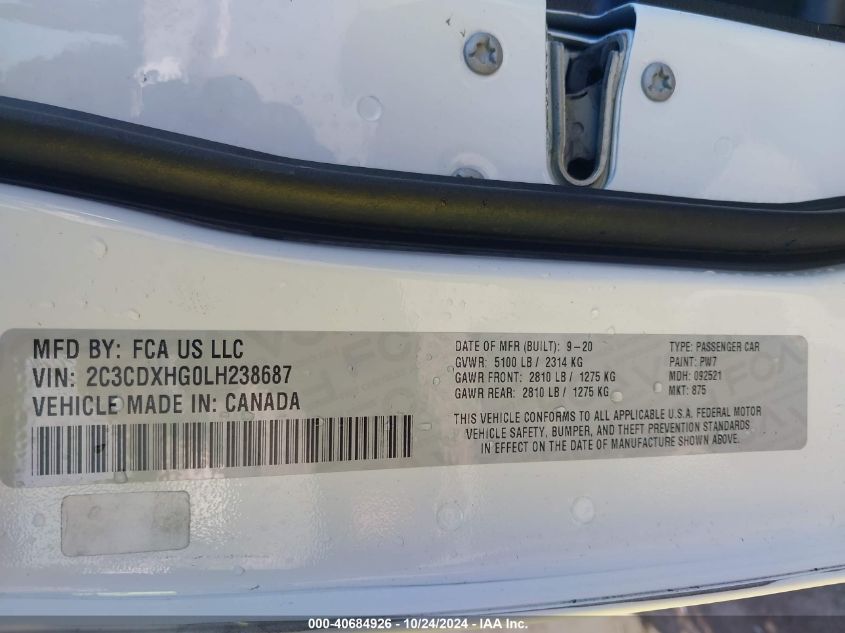 MFD BY: FCA US LLC
VIN: 2C3CDXHG0LH238687
VEHICLE MADE IN: CANADA
DATE OF MFR (BUILT): 9-20
GVWR: 5100 LB / 2314 KG
GAWR FRONT: 2810 LB / 1275 KG
GAWR REAR: 2810 LB / 1275 KG
TYPE: PASSENGER CAR
PAINT: PW7
MDH: 092521
MKT: 875
THIS VEHICLE CONFORMS TO ALL APPLICABLE U.S.A. FEDERAL MOTOR
VEHICLE SAFETY, BUMPER, AND THEFT PREVENTION STANDARDS
IN EFFECT ON THE DATE OF MANUFACTURE SHOWN ABOVE.
000-40684926 - 10/24/2024 - IAA Inc.